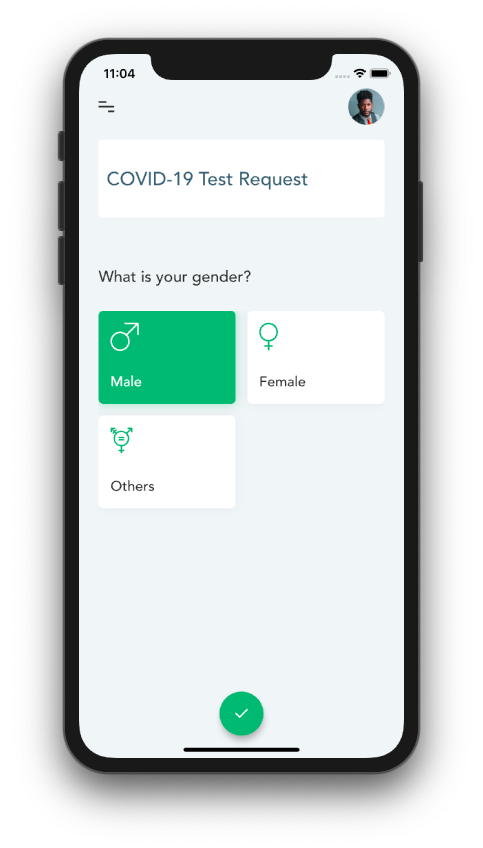 11:04
COVID-19 Test Request
What is your gender?
Male
Female
Others